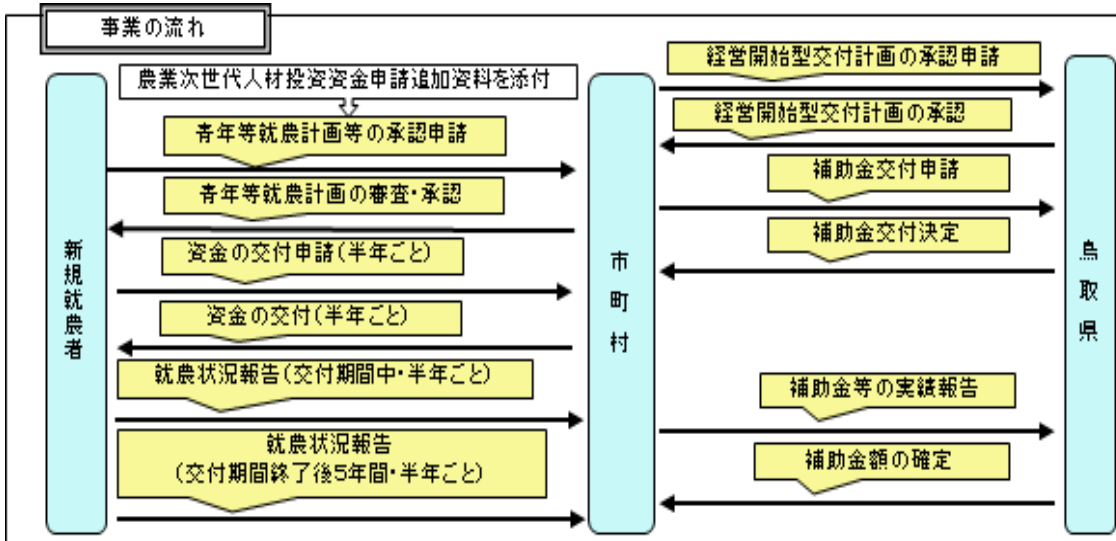 事業の流れ
新規就農者
農業次世代人材投資資金申請追加資料を添付
青年等就農計画等の承認申請
青年等就農計画の審査・承認
資金の交付申請(半年ごと)
資金の交付(半年ごと)
就農状況報告(交付期間中・半年ごと)
就農状況報告
(交付期間終了後5年間・半年ごと)
市町村
経営開始型交付計画の承認申請
経営開始型交付計画の承認
補助金交付申請
補助金交付決定
補助金等の実績報告
補助金額の確定
鳥取県